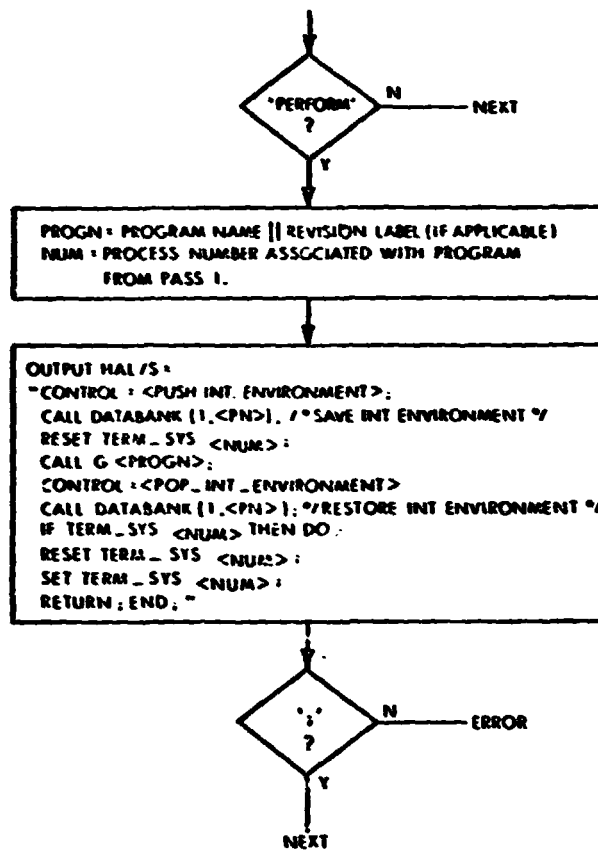 "PERFORM"
?
N
NEXT
Y
PROGN = PROGRAM NAME || REVISION LABEL (IF APPLICABLE)
NUM = PROCESS NUMBER ASSOCIATED WITH PROGRAM
FROM PASS 1.
OUTPUT HAL/S =
"CONTROL = <PUSH INT. ENVIRONMENT>;
CALL DATABANK (1,<PN>). /*SAVE INT ENVIRONMENT */
RESET TERM_SYS <NUM>;
CALL G <PROGN>;
CONTROL = <POP_INT_ENVIRONMENT>
CALL DATABANK (1,<PN>); */RESTORE INT ENVIRONMENT */
IF TERM_SYS <NUM> THEN DO.
RESET TERM_SYS <NUM>;
SET TERM_SYS <NUM>;
RETURN; END; "
";"
?
N
ERROR
Y
NEXT